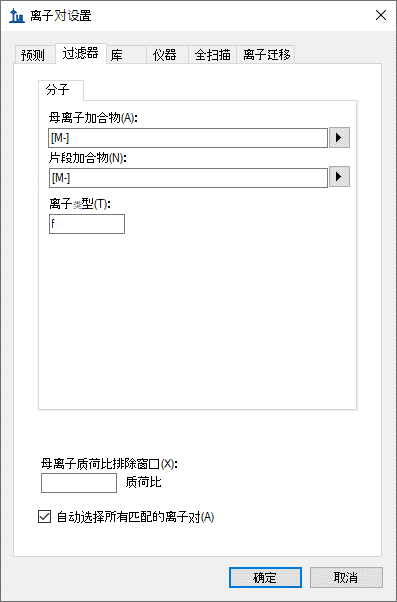 离子对设置
预测 过滤器 库 仪器 全扫描 离子迁移
分子
母离子加合物(A):
[M-]
片段加合物(N):
[M-]
离子类型(T):
f
母离子质荷比排除窗口(X):
质荷比
自动选择所有匹配的离子对(A)
确定 取消